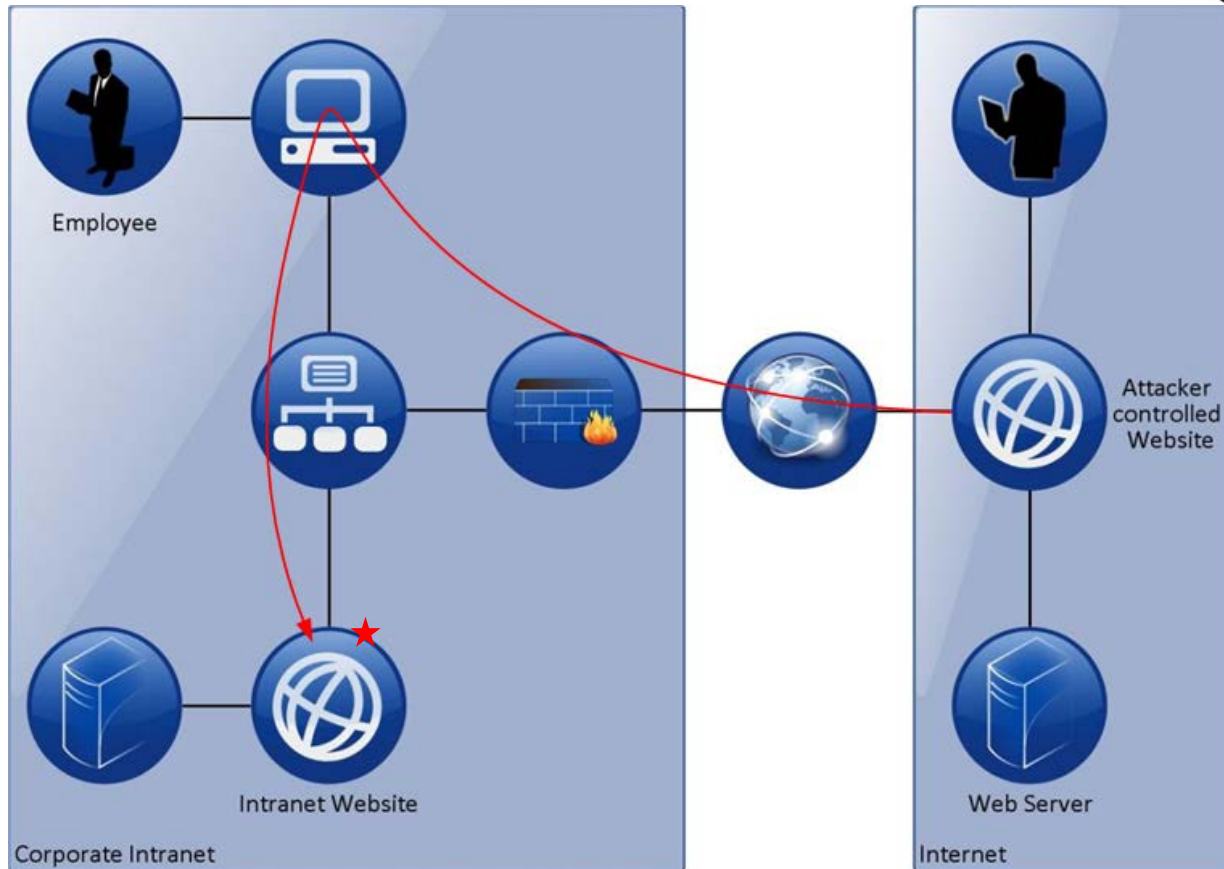 Employee
Attacker
controlled
Website
Intranet Website
Web Server
Corporate Intranet
Internet